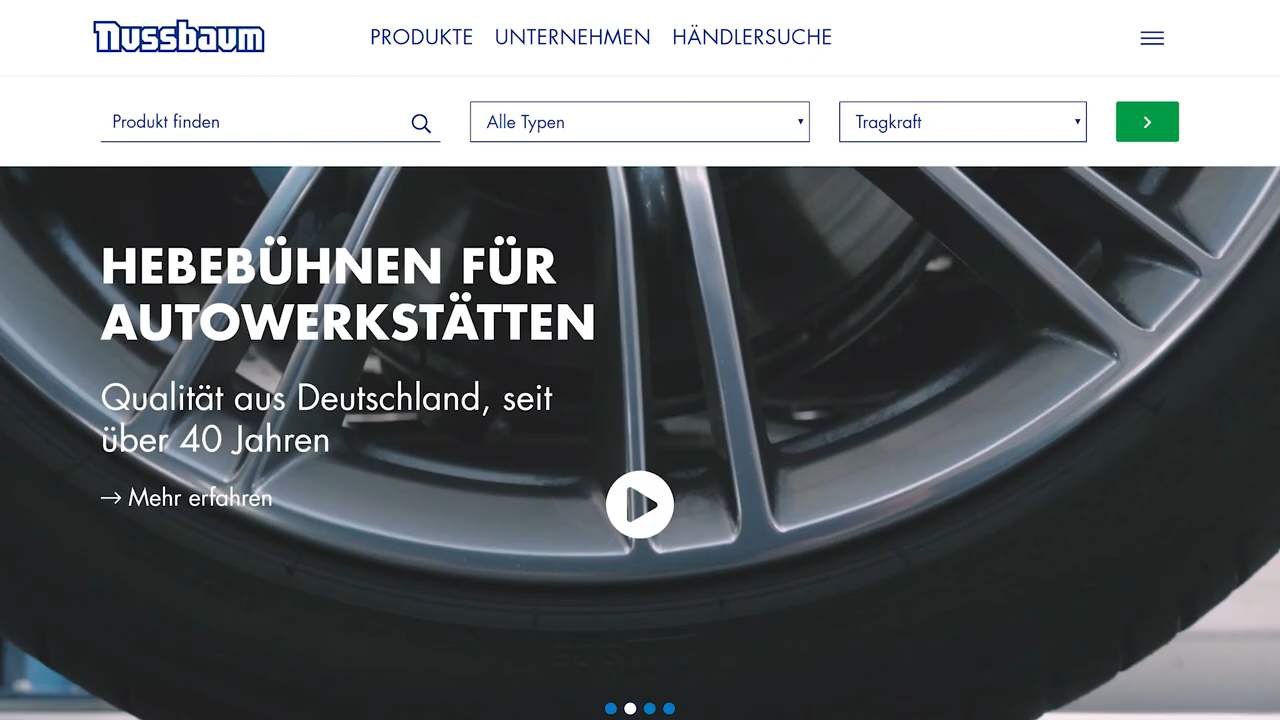 Nussbaum
PRODUKTE UNTERNEHMEN HÄNDLERSUCHE
Produkt finden Alle Typen Tragkraft
HEBEBÜHNEN FÜR
AUTOWERKSTÄTTEN
Qualität aus Deutschland, seit
über 40 Jahren
→ Mehr erfahren